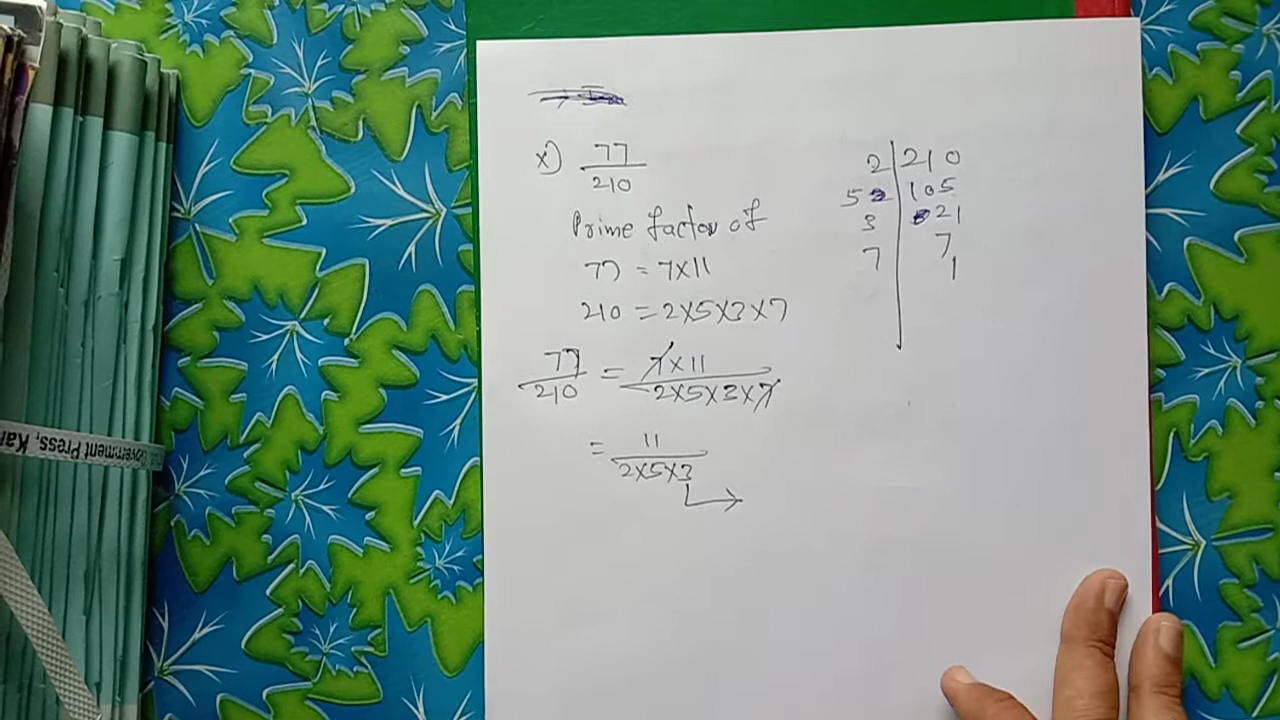 x) 77/210
Prime factor of
77 = 7×11
210 = 2×5×3×7
77/210 = 7×11/2×5×3×7
= 11/2×5×3
2 | 210
5 | 105
3 | 21
7 | 7
1
Government Press, Kar